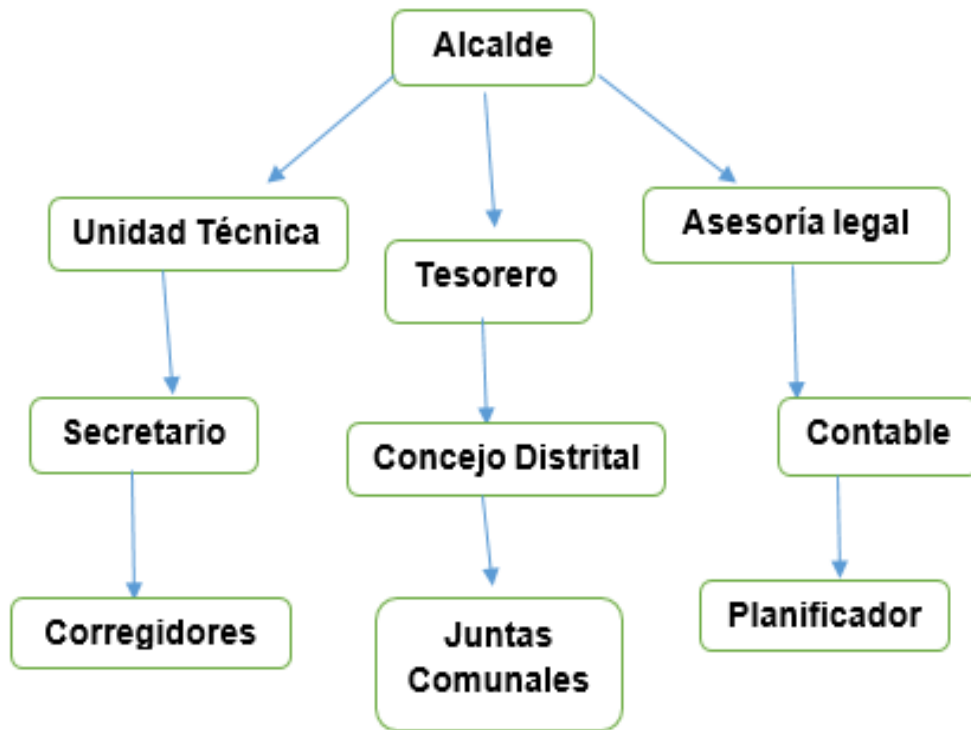 Alcalde
Unidad Técnica
Asesoría legal
Tesorero
Secretario
Concejo Distrital
Contable
Corregidores
Juntas
Comunales
Planificador